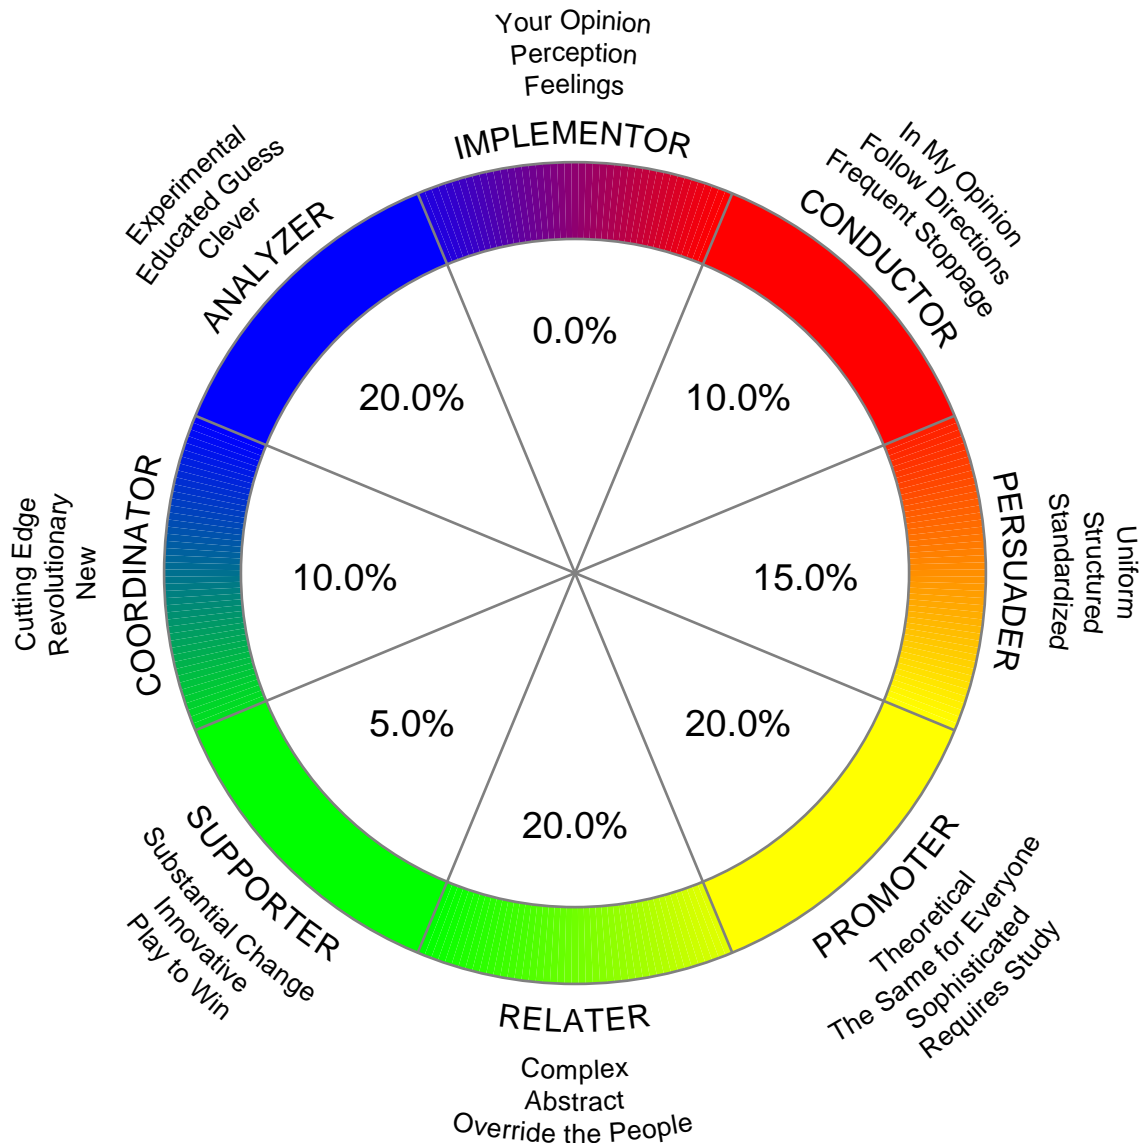 Your Opinion
Perception
Feelings
IMPLEMENTOR
0.0%
In My Opinion
Follow Directions
Frequent Stoppage
CONDUCTOR
10.0%
Uniform
Structured
Standardized
PERSUADER
15.0%
PROMOTER
Theoretical
The Same for Everyone
Sophisticated
Requires Study
20.0%
RELATER
Complex
Abstract
Override the People
20.0%
SUPPORTER
Substantial Change
Innovative
Play to Win
5.0%
Cutting Edge
Revolutionary
New
COORDINATOR
10.0%
Experimental
Educated Guess
Clever
ANALYZER
20.0%